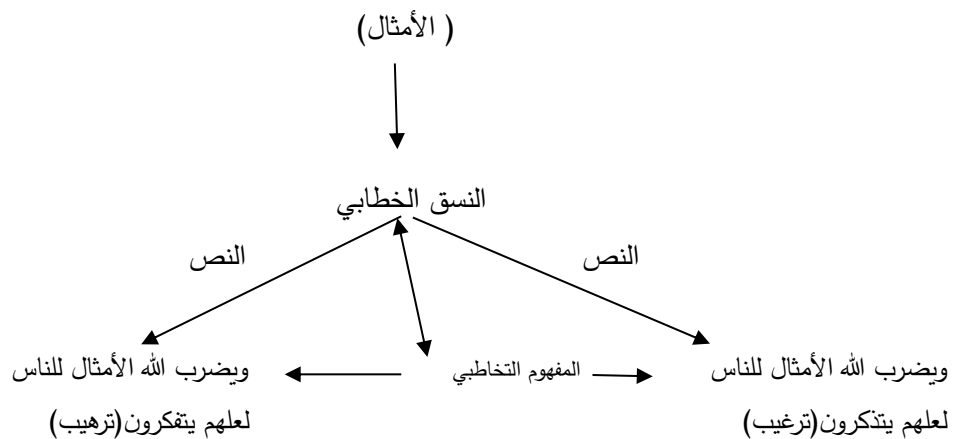 (الأمثال)
النسق الخطابي
النص
النص
ويضرب الله الأمثال للناس
لعلهم يتذكرون(ترغيب)
المفهوم التخاطبي
ويضرب الله الأمثال للناس
لعلهم يتفكرون(ترهيب)